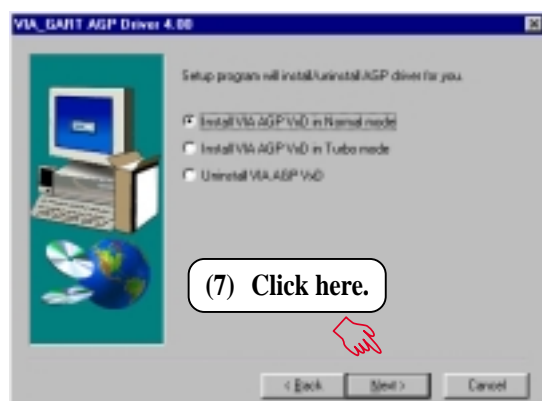 VIA_GART AGP Driver 4.00
Setup program will install/uninstall AGP driver for you.
Install VIA AGP VxD in Normal mode
Install VIA AGP VxD in Turbo mode
Uninstall VIA AGP VxD
(7) Click here.
< Back
Next >
Cancel